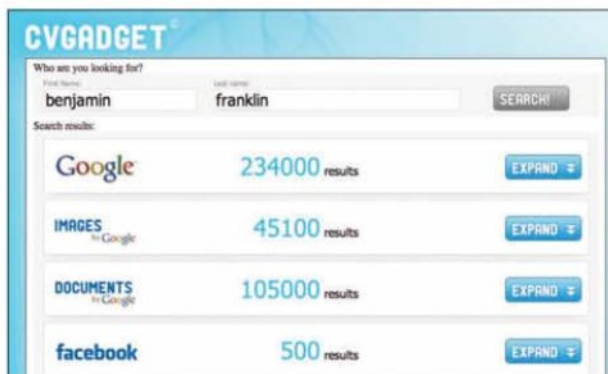 CVGADGET©
Who are you looking for?
First Name: Last name:
benjamin franklin SEARCH!
Search results:
Google 234000 results EXPAND
IMAGES by Google 45100 results EXPAND
DOCUMENTS by Google 105000 results EXPAND
facebook 500 results EXPAND